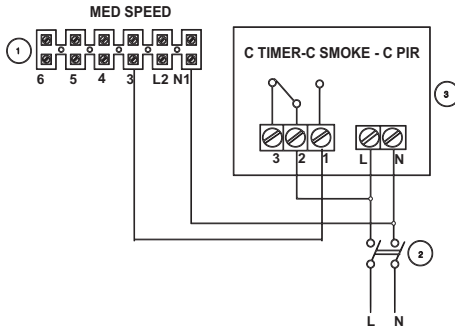 MED SPEED
1
6 5 4 3 L2 N1
C TIMER-C SMOKE - C PIR
3
3 2 1 L N
2
L N